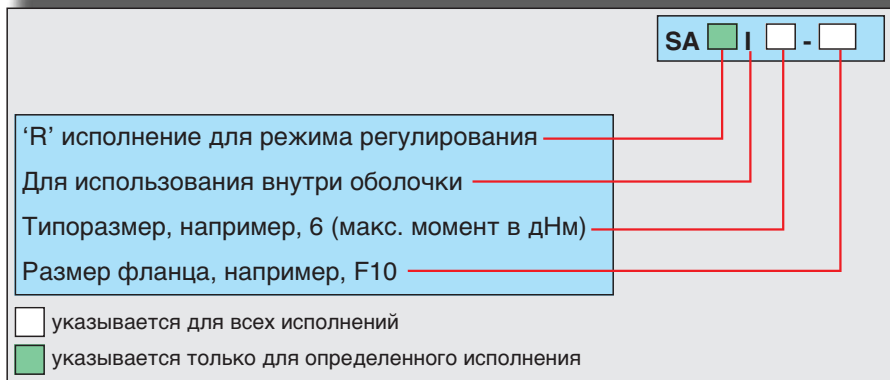 SA I -
‘R’ исполнение для режима регулирования
Для использования внутри оболочки
Типоразмер, например, 6 (макс. момент в дНм)
Размер фланца, например, F10
указывается для всех исполнений
указывается только для определенного исполнения